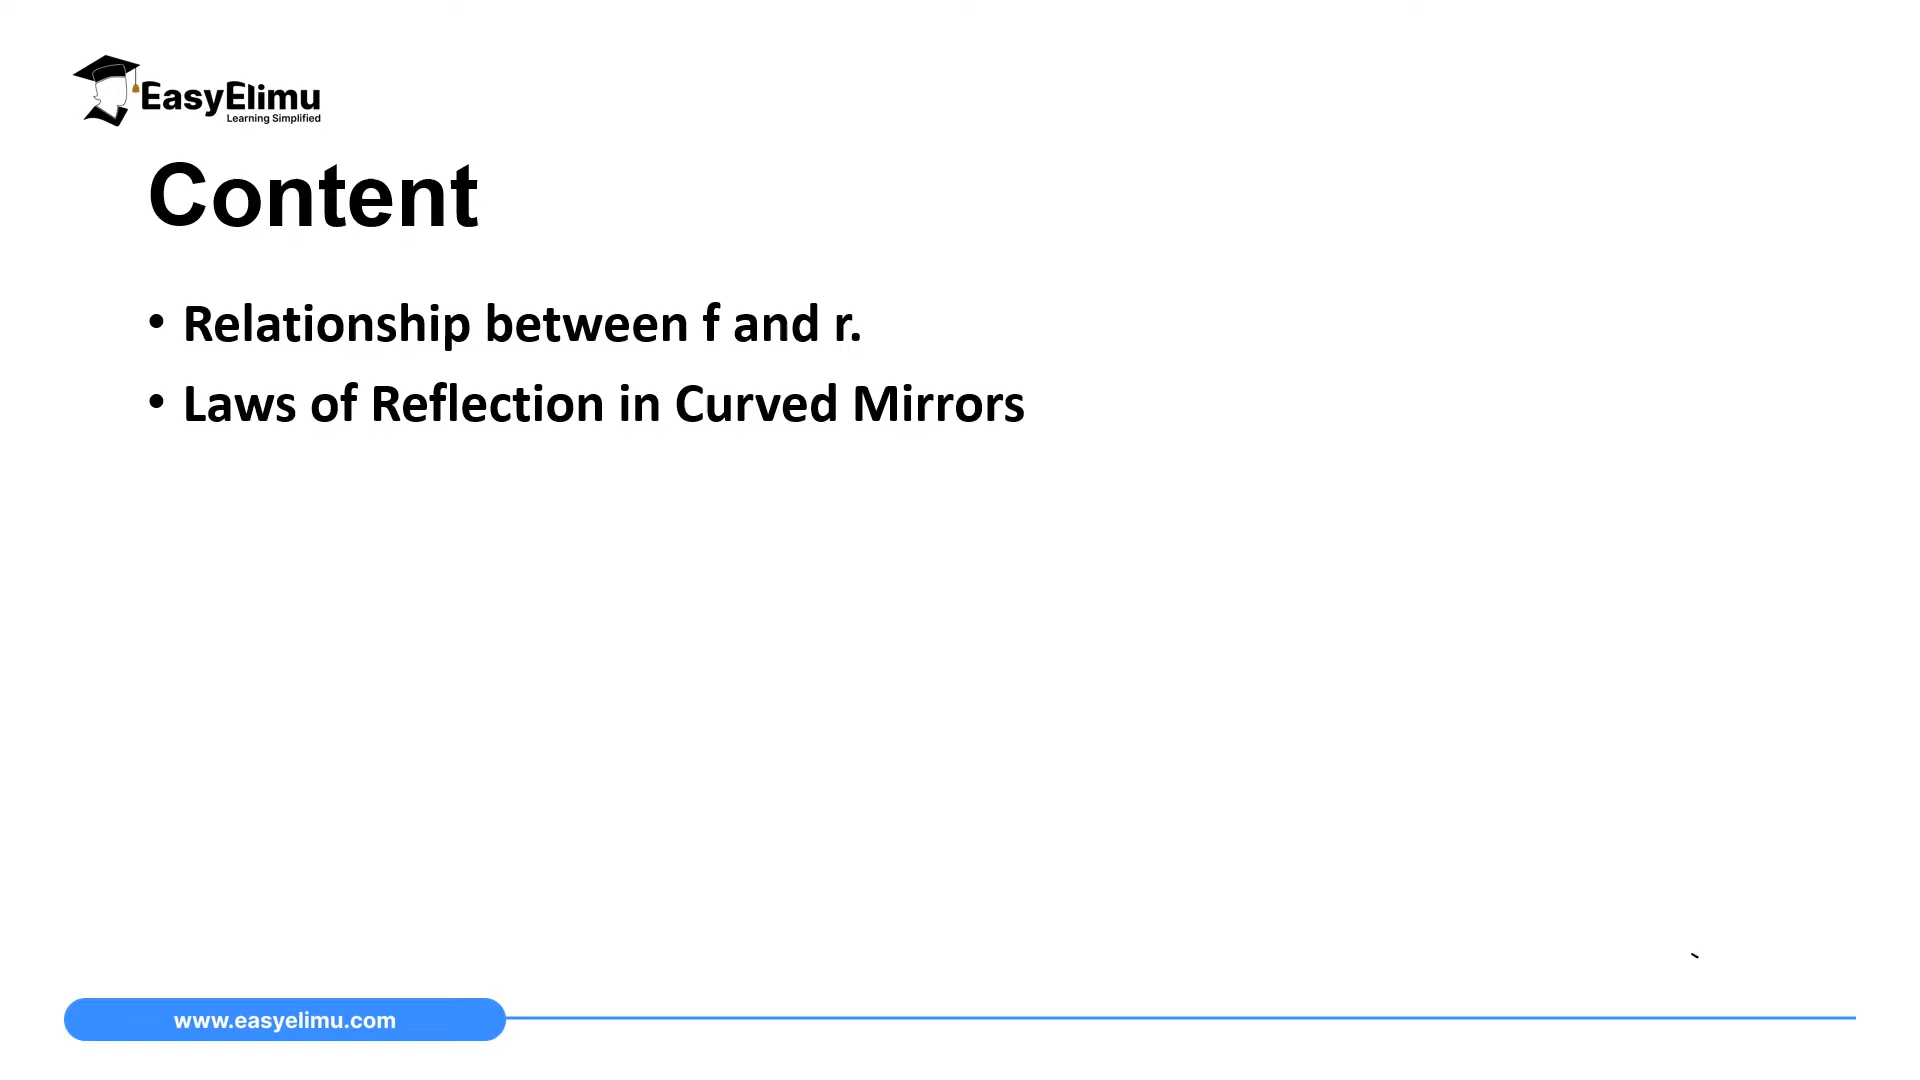 EasyElimu
Learning Simplified
Content
• Relationship between f and r.
• Laws of Reflection in Curved Mirrors
www.easyelimu.com